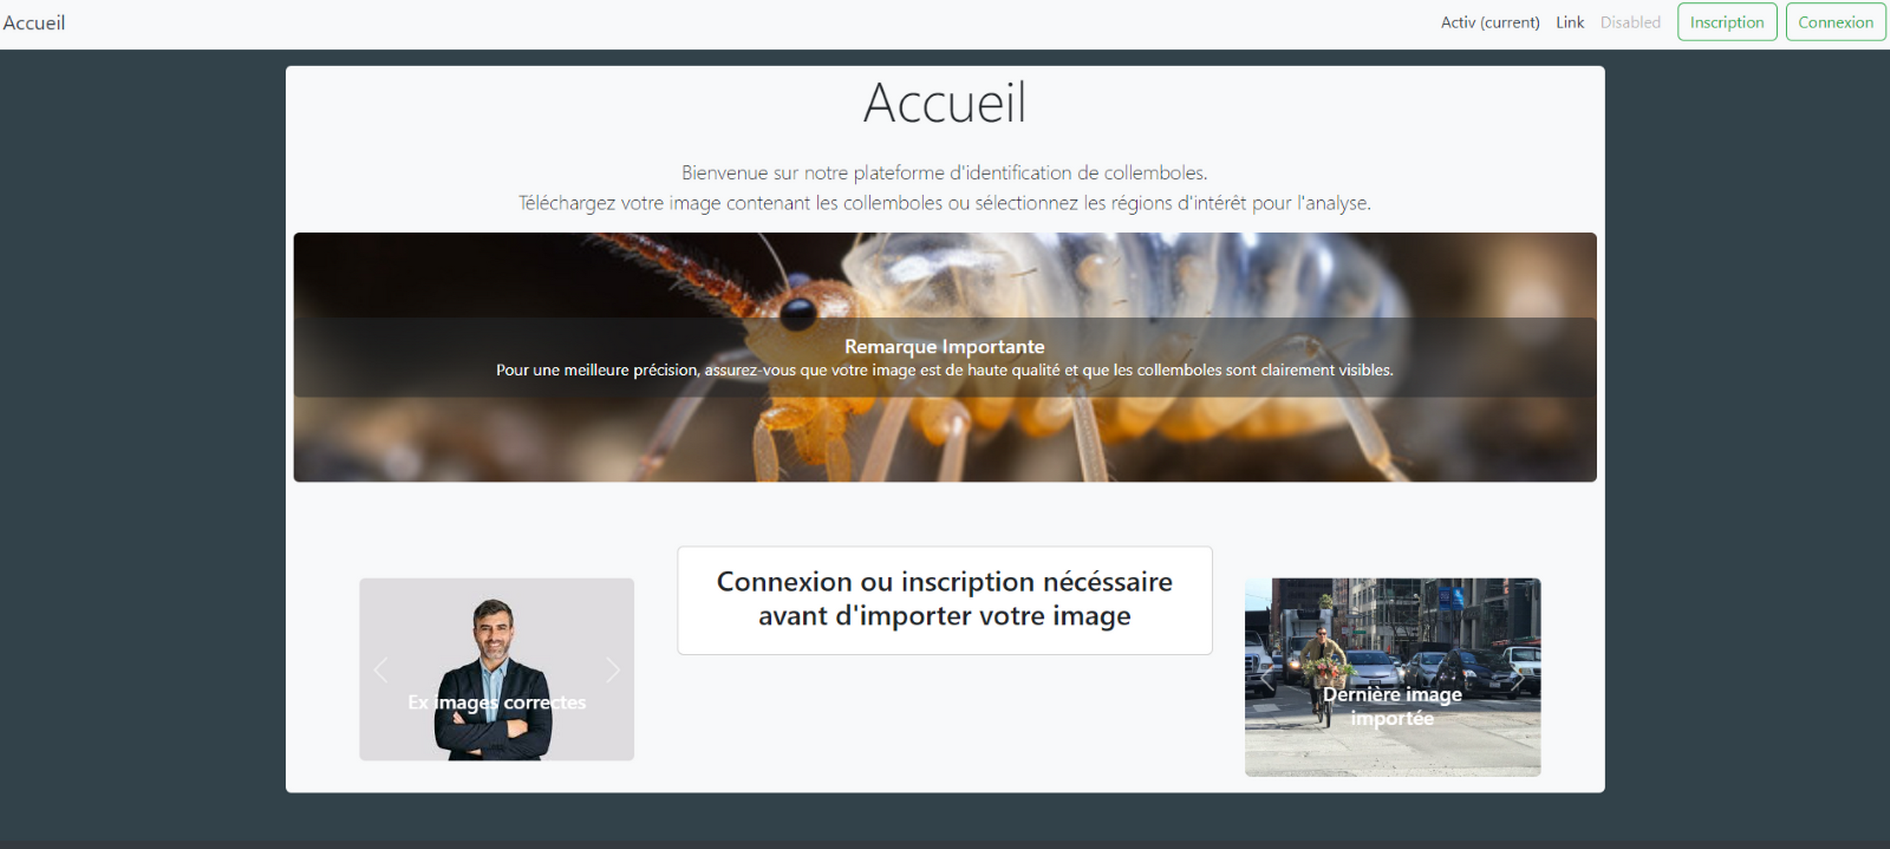 Accueil
Activ (current) Link Disabled Inscription Connexion
Accueil
Bienvenue sur notre plateforme d'identification de collemboles.
Téléchargez votre image contenant les collemboles ou sélectionnez les régions d'intérêt pour l'analyse.
Remarque Importante
Pour une meilleure précision, assurez-vous que votre image est de haute qualité et que les collemboles sont clairement visibles.
Connexion ou inscription nécéssaire
avant d'importer votre image
Ex images correctes
Dernière image
importée